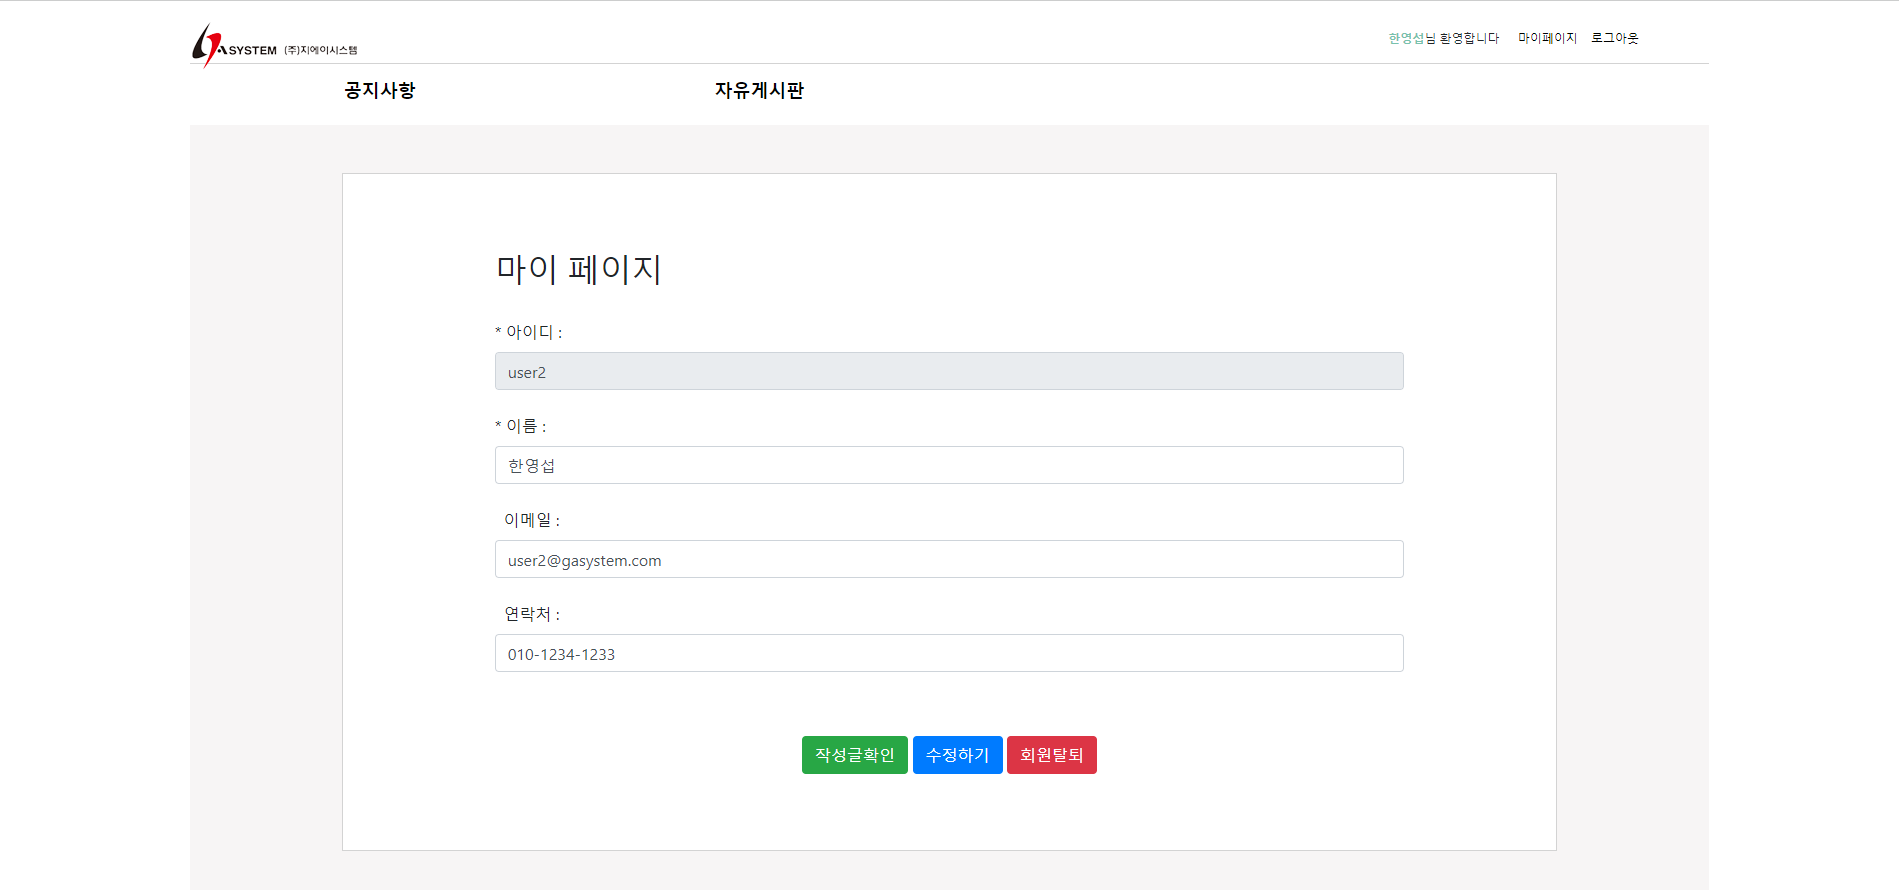 ASYSTEM (주)지에이시스템
한영섭님 환영합니다 마이페이지 로그아웃
공지사항 자유게시판
마이 페이지
* 아이디 :
user2
* 이름 :
한영섭
이메일 :
user2@gasystem.com
연락처 :
010-1234-1233
작성글확인 수정하기 회원탈퇴